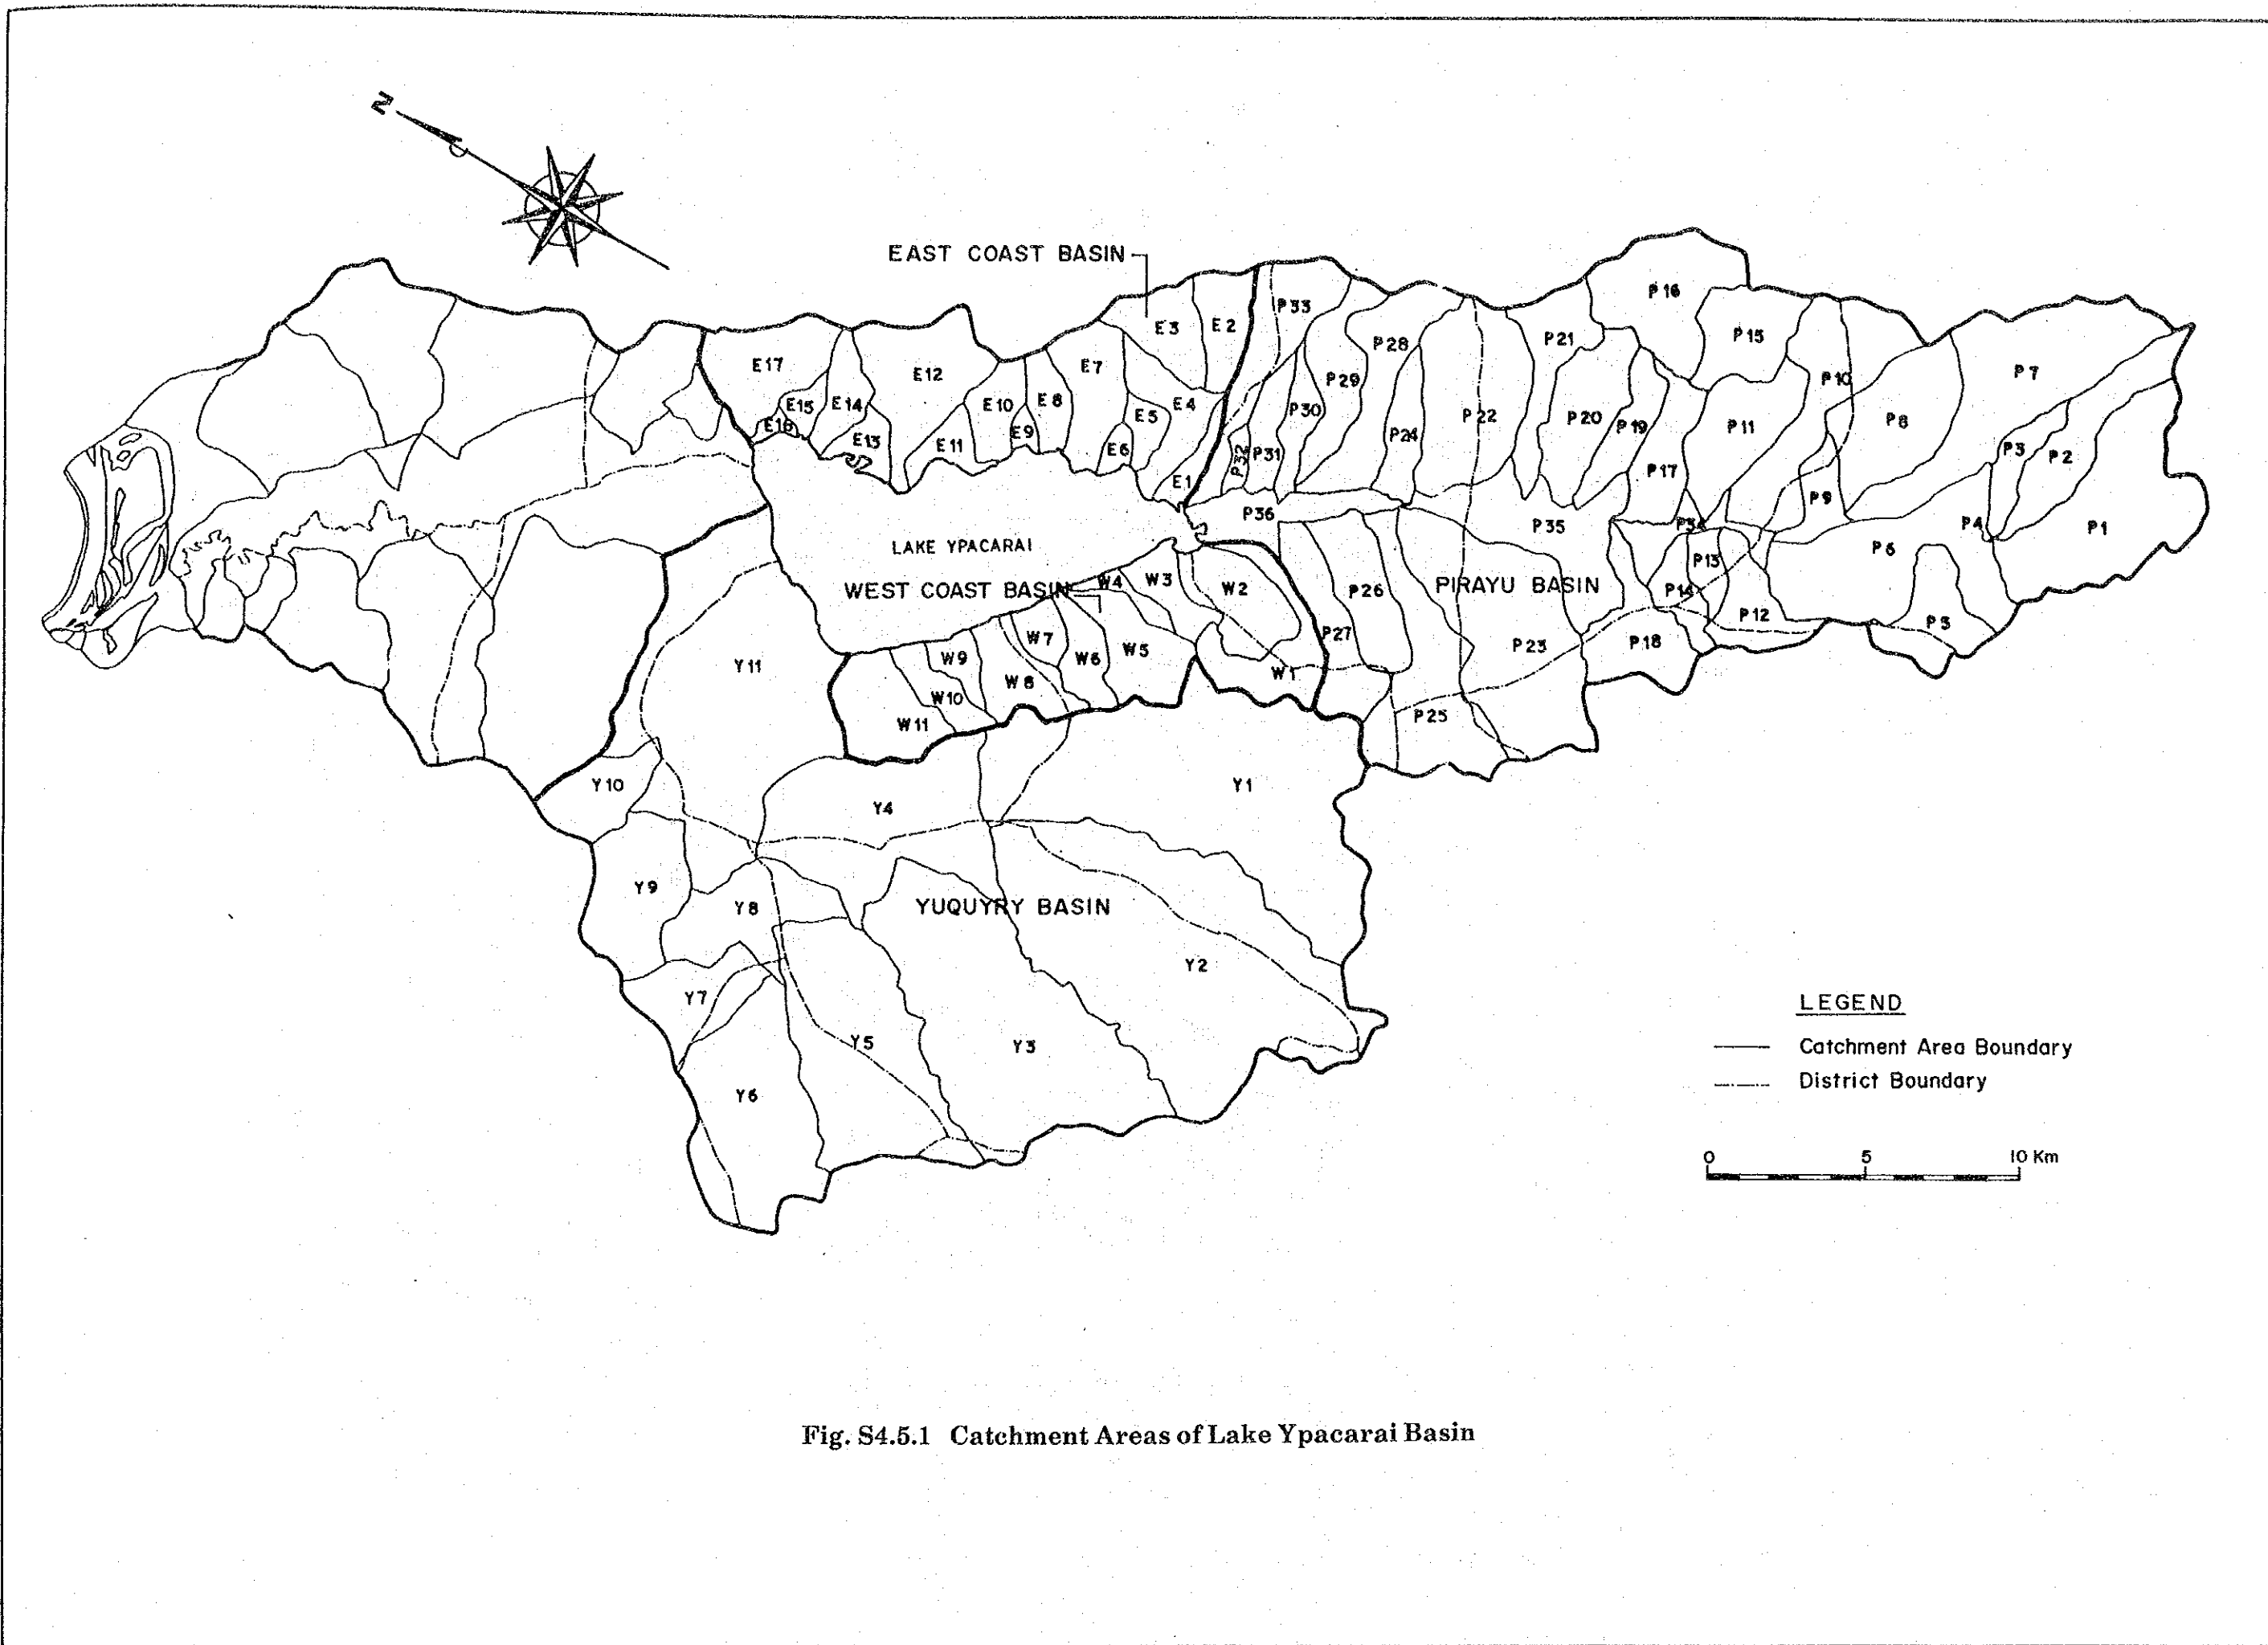 N
EAST COAST BASIN
P16
P33
E3
E2
P15
P21
P28
E7
E17
E12
P7
P29
P10
E15
E14
E10
E8
E5
E4
P30
P22
P20
P19
P11
P8
E16
E13
E11
E9
E6
P32
P31
P24
P3
P2
P17
E1
P9
P36
P35
P34
P4
P1
LAKE YPACARAI
P6
P13
WEST COAST BASIN
W4
W3
W2
P26
PIRAYU BASIN
P14
P12
P5
W7
P27
W9
W6
W5
P23
P18
Y11
W8
W1
W10
W11
P25
Y10
Y4
Y1
Y9
Y8
YUQUYRY BASIN
Y2
Y7
Y5
Y3
Y6
LEGEND
Catchment Area Boundary
District Boundary
0 5 10 Km
Fig. S4.5.1 Catchment Areas of Lake Ypacarai Basin